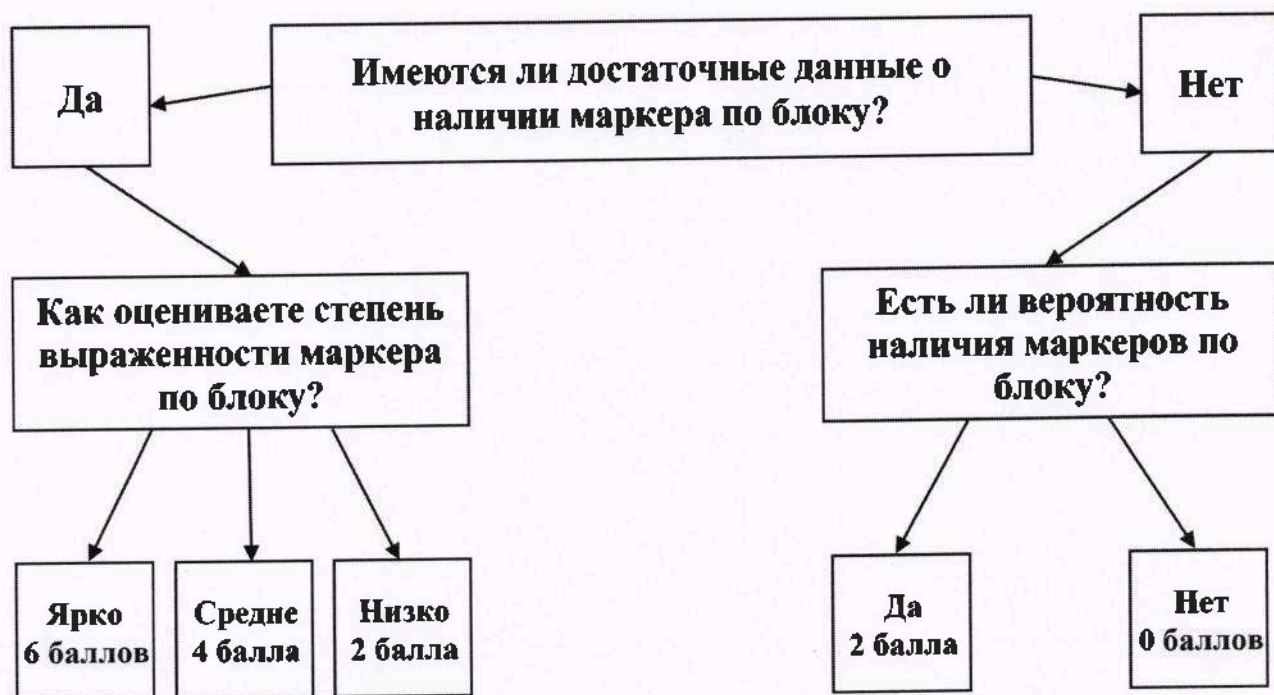 Да
Имеются ли достаточные данные о
наличии маркера по блоку?
Нет
Как оцениваете степень
выраженности маркера
по блоку?
Есть ли вероятность
наличия маркеров по
блоку?
Ярко
6 баллов
Средне
4 балла
Низко
2 балла
Да
2 балла
Нет
0 баллов